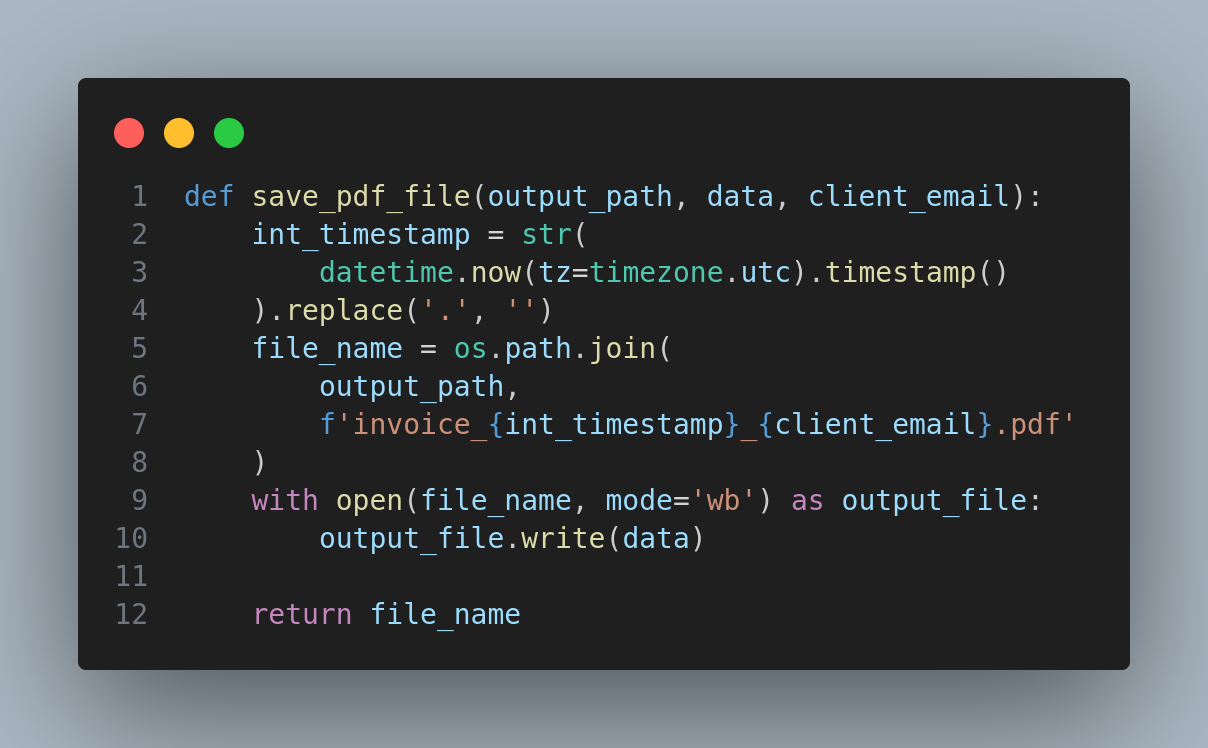 1 def save_pdf_file(output_path, data, client_email):
2     int_timestamp = str(
3         datetime.now(tz=timezone.utc).timestamp()
4     ).replace('.', '')
5     file_name = os.path.join(
6         output_path,
7         f'invoice_{int_timestamp}_{client_email}.pdf'
8     )
9     with open(file_name, mode='wb') as output_file:
10         output_file.write(data)
11
12     return file_name